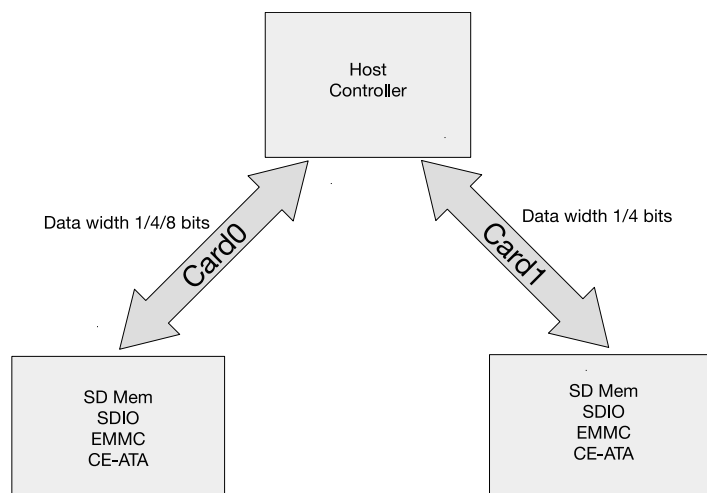 Host
Controller
Data width 1/4/8 bits
Card0
Card1
Data width 1/4 bits
SD Mem
SDIO
EMMC
CE-ATA
SD Mem
SDIO
EMMC
CE-ATA